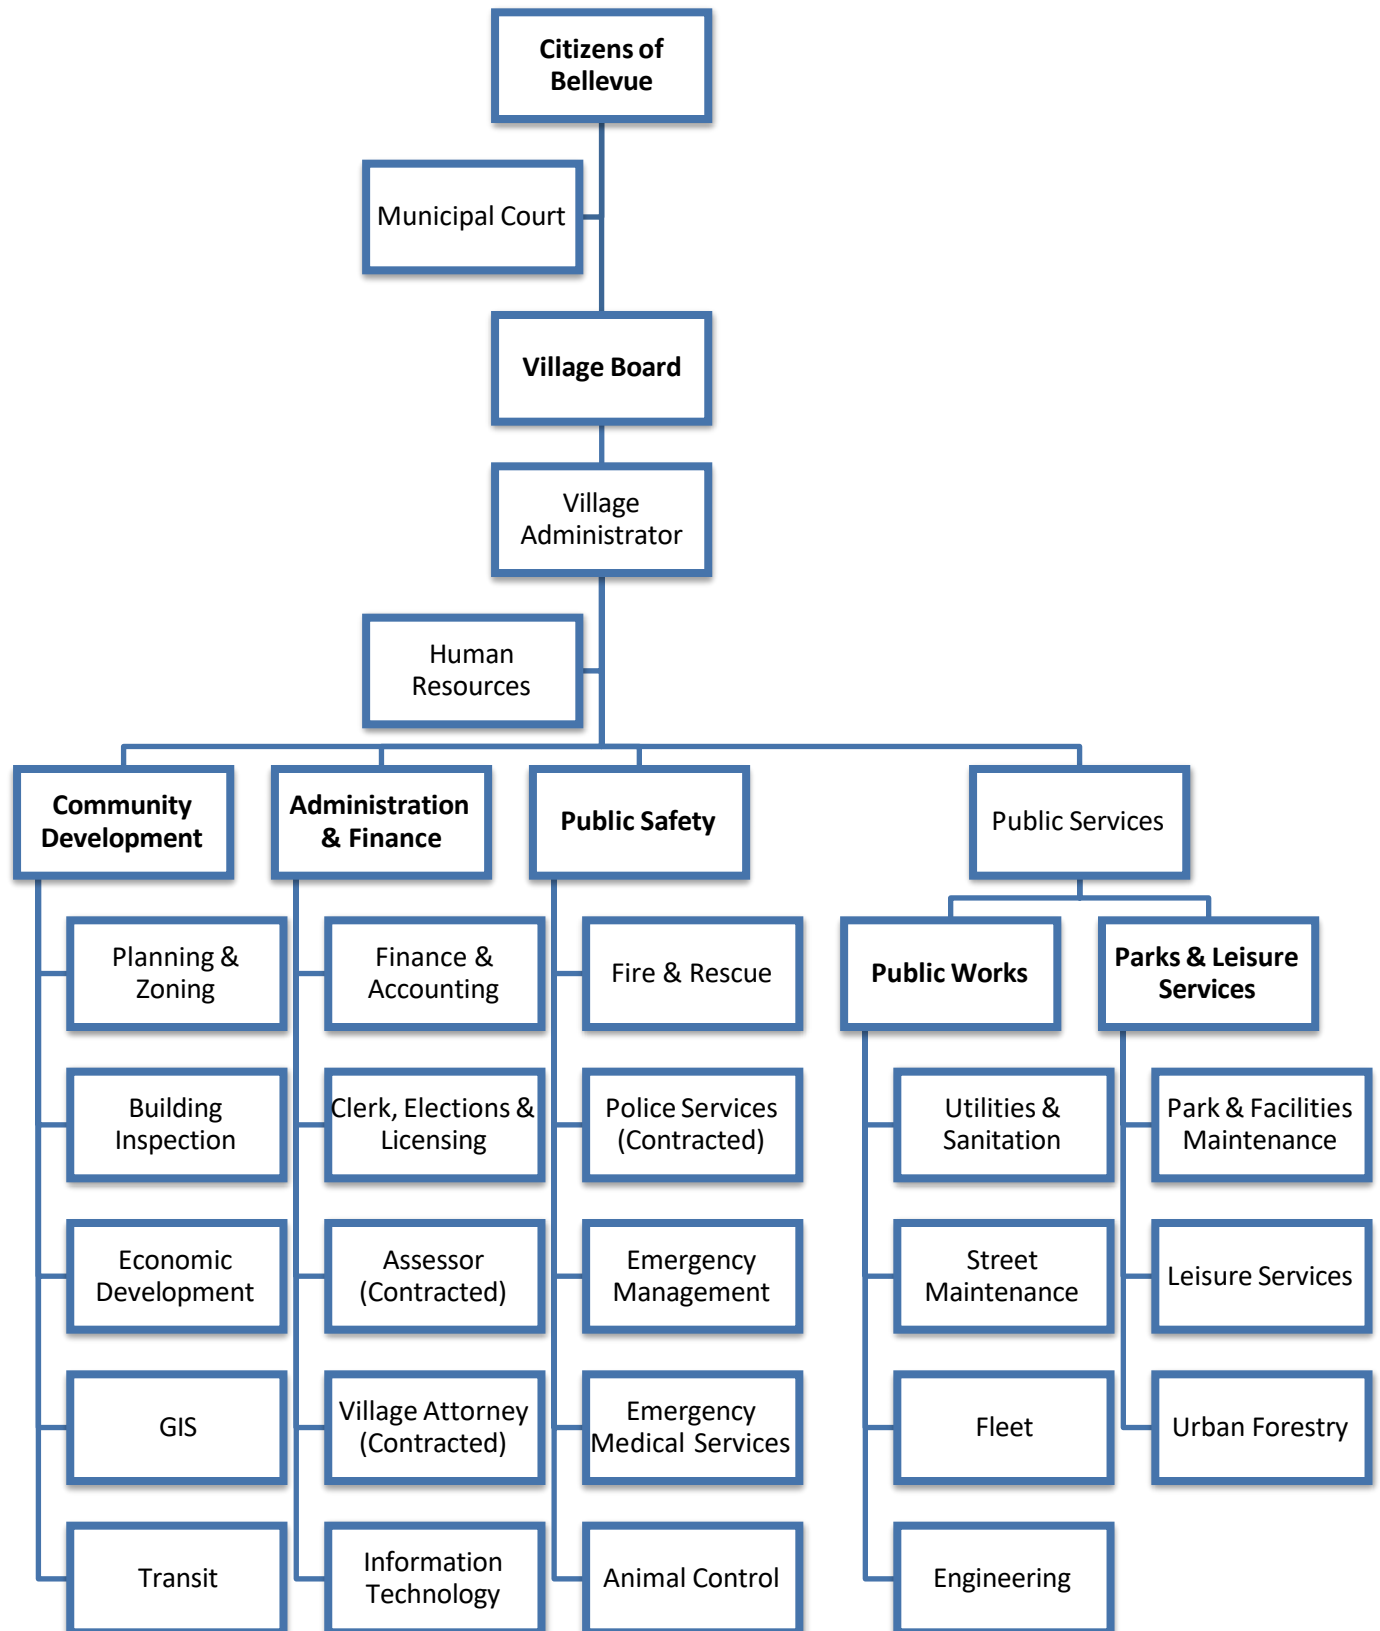 Citizens of
Bellevue
Municipal Court
Village Board
Village
Administrator
Human
Resources
Community
Development
Administration
& Finance
Public Safety
Public Services
Planning &
Zoning
Building
Inspection
Economic
Development
GIS
Transit
Finance &
Accounting
Clerk, Elections &
Licensing
Assessor
(Contracted)
Village Attorney
(Contracted)
Information
Technology
Fire & Rescue
Police Services
(Contracted)
Emergency
Management
Emergency
Medical Services
Animal Control
Public Works
Utilities &
Sanitation
Street
Maintenance
Fleet
Engineering
Parks & Leisure
Services
Park & Facilities
Maintenance
Leisure Services
Urban Forestry